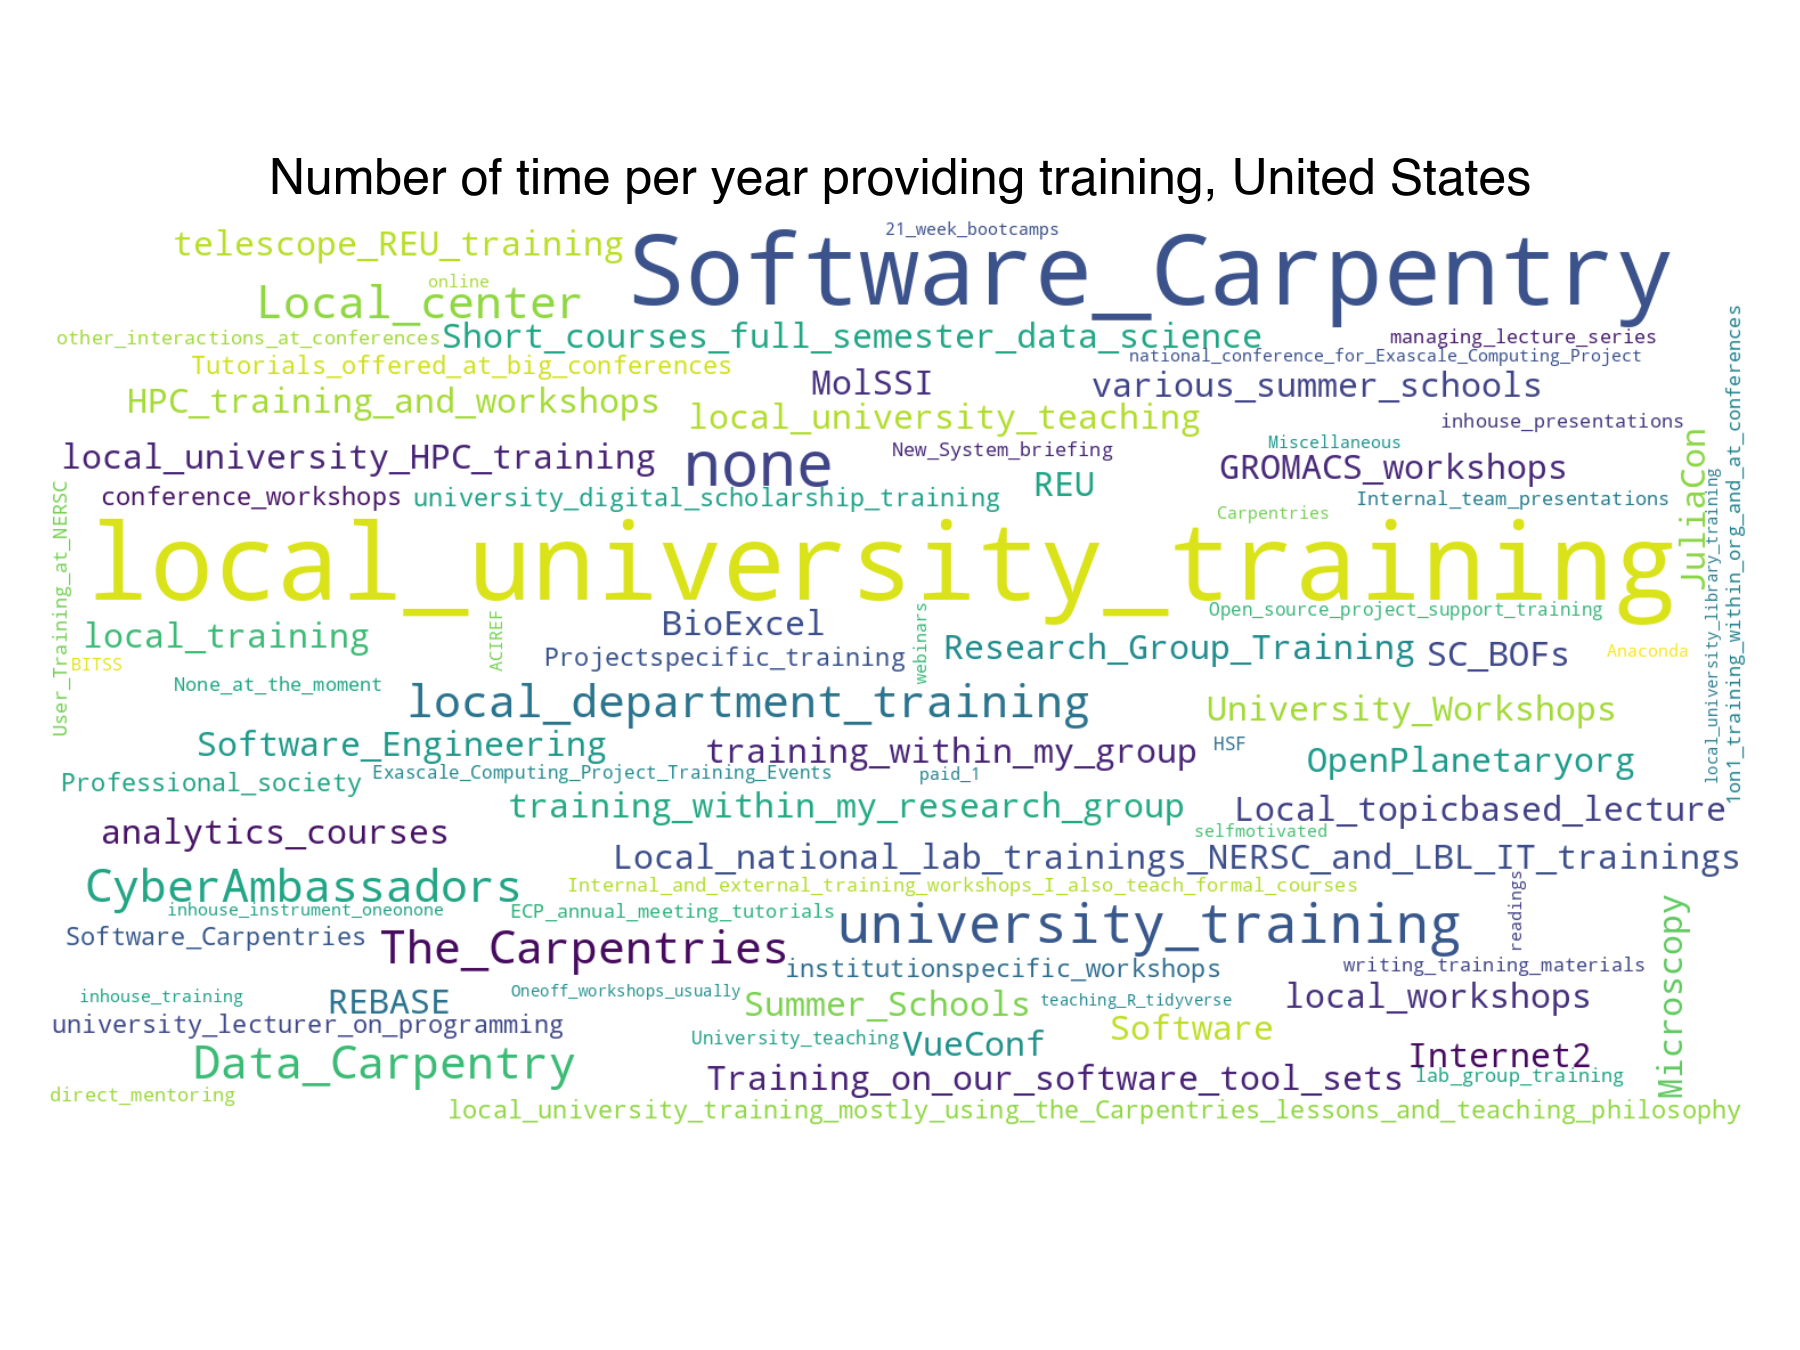 Number of time per year providing training, United States
21_week_bootcamps
telescope_REU_training
Software_Carpentry
online
Local_center
other_interactions_at_conferences
Short_courses_full_semester_data_science
managing_lecture_series
national_conference_for_Exascale_Computing_Project
Tutorials_offered_at_big_conferences
MolSSI
various_summer_schools
HPC_training_and_workshops
local_university_teaching
inhouse_presentations
Miscellaneous
New_System_briefing
local_university_HPC_training
none
GROMACS_workshops
REU
conference_workshops
university_digital_scholarship_training
Internal_team_presentations
Carpentries
JuliaCon
local_university_library_training
1on1_training_within_org_and_at_conferences
User_Training_at_NERSC
local_university_training
Open_source_project_support_training
BioExcel
local_training
ACIREF
webinars
Research_Group_Training
SC_BOFs
Anaconda
Projectspecific_training
BITSS
None_at_the_moment
local_department_training
University_Workshops
Software_Engineering
training_within_my_group
HSF
OpenPlanetaryorg
Exascale_Computing_Project_Training_Events
paid_1
Professional_society
training_within_my_research_group
Local_topicbased_lecture
analytics_courses
selfmotivated
Local_national_lab_trainings_NERSC_and_LBL_IT_trainings
CyberAmbassadors
Internal_and_external_training_workshops_I_also_teach_formal_courses
readings
Microscopy
inhouse_instrument_oneonone
ECP_annual_meeting_tutorials
university_training
Software_Carpentries
The_Carpentries
institutionspecific_workshops
writing_training_materials
inhouse_training
REBASE
Oneoff_workshops_usually
Summer_Schools
teaching_R_tidyverse
local_workshops
university_lecturer_on_programming
University_teaching
VueConf
Software
Data_Carpentry
Internet2
Training_on_our_software_tool_sets
lab_group_training
direct_mentoring
local_university_training_mostly_using_the_Carpentries_lessons_and_teaching_philosophy